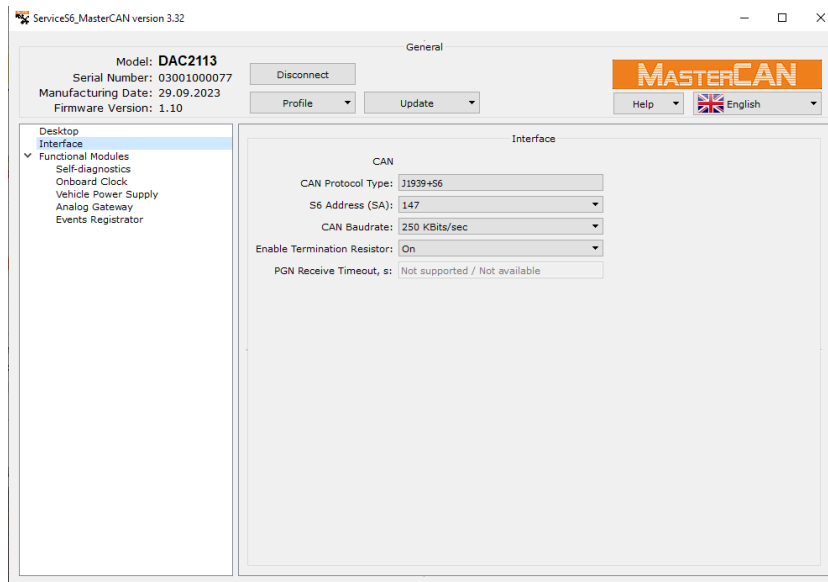 ServiceS6_MasterCAN version 3.32
General
Model: DAC2113
Serial Number: 03001000077
Manufacturing Date: 29.09.2023
Firmware Version: 1.10
Disconnect
Profile
Update
MASTERCAN
Help
English
Desktop
Interface
Functional Modules
Self-diagnostics
Onboard Clock
Vehicle Power Supply
Analog Gateway
Events Registrator
Interface
CAN
CAN Protocol Type: J1939+S6
S6 Address (SA): 147
CAN Baudrate: 250 KBits/sec
Enable Termination Resistor: On
PGN Receive Timeout, s: Not supported / Not available